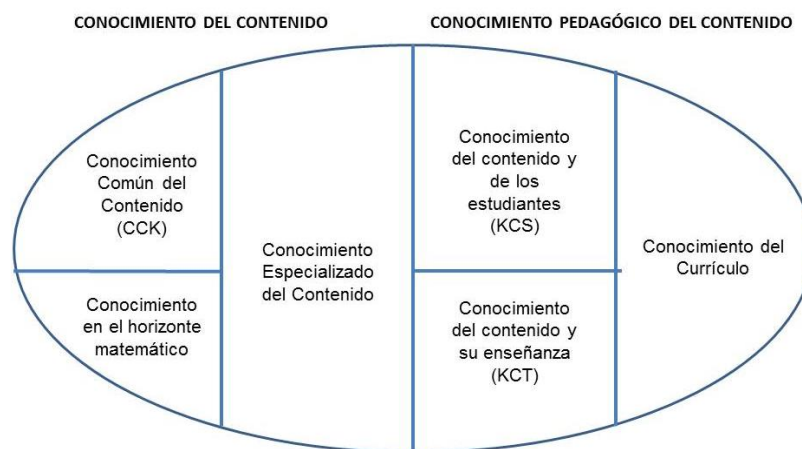 CONOCIMIENTO DEL CONTENIDO
CONOCIMIENTO PEDAGÓGICO DEL CONTENIDO
Conocimiento
Común del
Contenido
(CCK)
Conocimiento
en el horizonte
matemático
Conocimiento
Especializado
del Contenido
Conocimiento
del contenido y
de los
estudiantes
(KCS)
Conocimiento
del contenido y
su enseñanza
(KCT)
Conocimiento del
Currículo